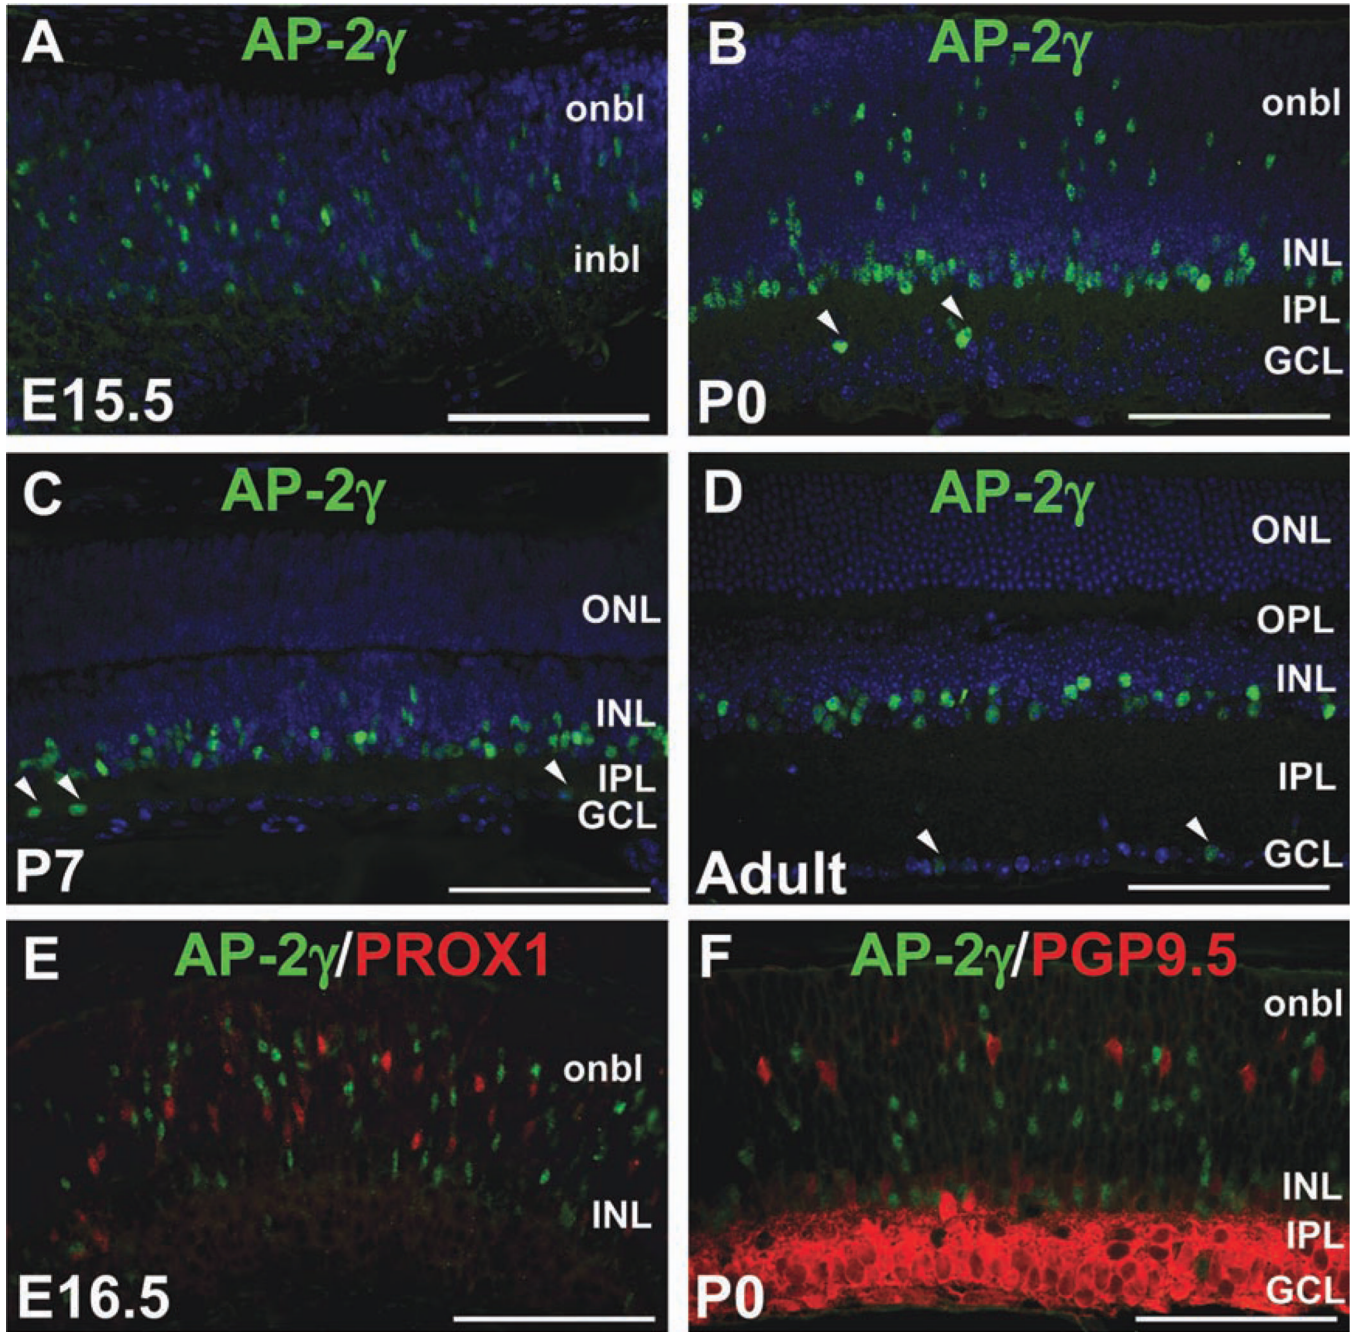 A AP-2γ
onbl
inbl
E15.5
B AP-2γ
onbl
INL
IPL
GCL
P0
C AP-2γ
ONL
INL
IPL
GCL
P7
D AP-2γ
ONL
OPL
INL
IPL
GCL
Adult
E AP-2γ/PROX1
onbl
INL
E16.5
F AP-2γ/PGP9.5
onbl
INL
IPL
GCL
P0